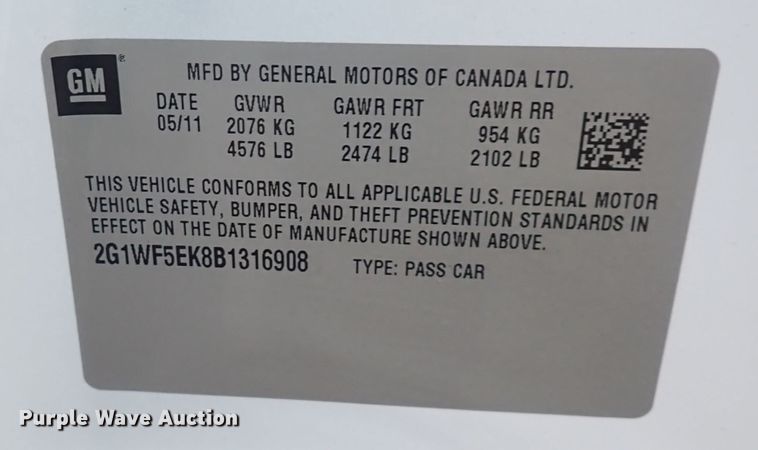 GM
MFD BY GENERAL MOTORS OF CANADA LTD.
DATE GVWR GAWR FRT GAWR RR
05/11 2076 KG 1122 KG 954 KG
4576 LB 2474 LB 2102 LB
THIS VEHICLE CONFORMS TO ALL APPLICABLE U.S. FEDERAL MOTOR
VEHICLE SAFETY, BUMPER, AND THEFT PREVENTION STANDARDS IN
EFFECT ON THE DATE OF MANUFACTURE SHOWN ABOVE.
2G1WF5EK8B1316908 TYPE: PASS CAR
Purple Wave Auction